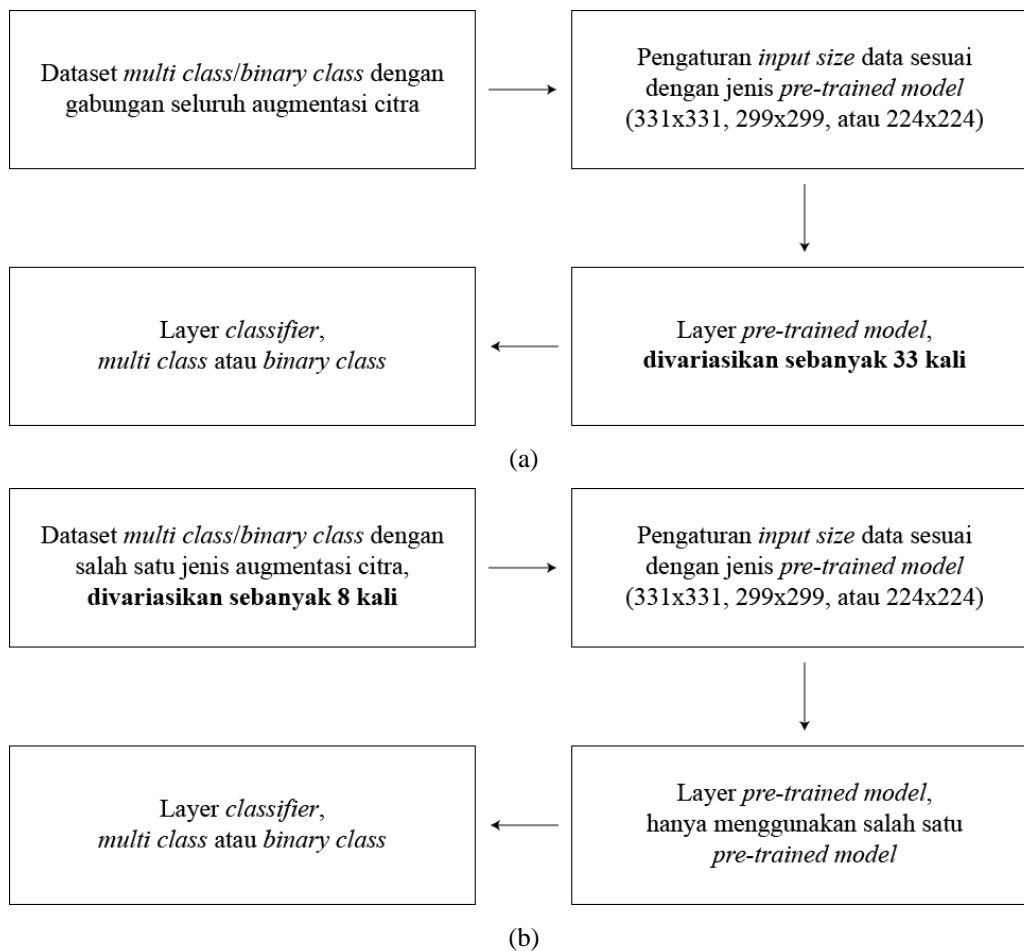 Dataset multi class/binary class dengan
gabungan seluruh augmentasi citra
Pengaturan input size data sesuai
dengan jenis pre-trained model
(331x331, 299x299, atau 224x224)
Layer pre-trained model,
divariasikan sebanyak 33 kali
Layer classifier,
multi class atau binary class
(a)
Dataset multi class/binary class dengan
salah satu jenis augmentasi citra,
divariasikan sebanyak 8 kali
Pengaturan input size data sesuai
dengan jenis pre-trained model
(331x331, 299x299, atau 224x224)
Layer pre-trained model,
hanya menggunakan salah satu
pre-trained model
Layer classifier,
multi class atau binary class
(b)